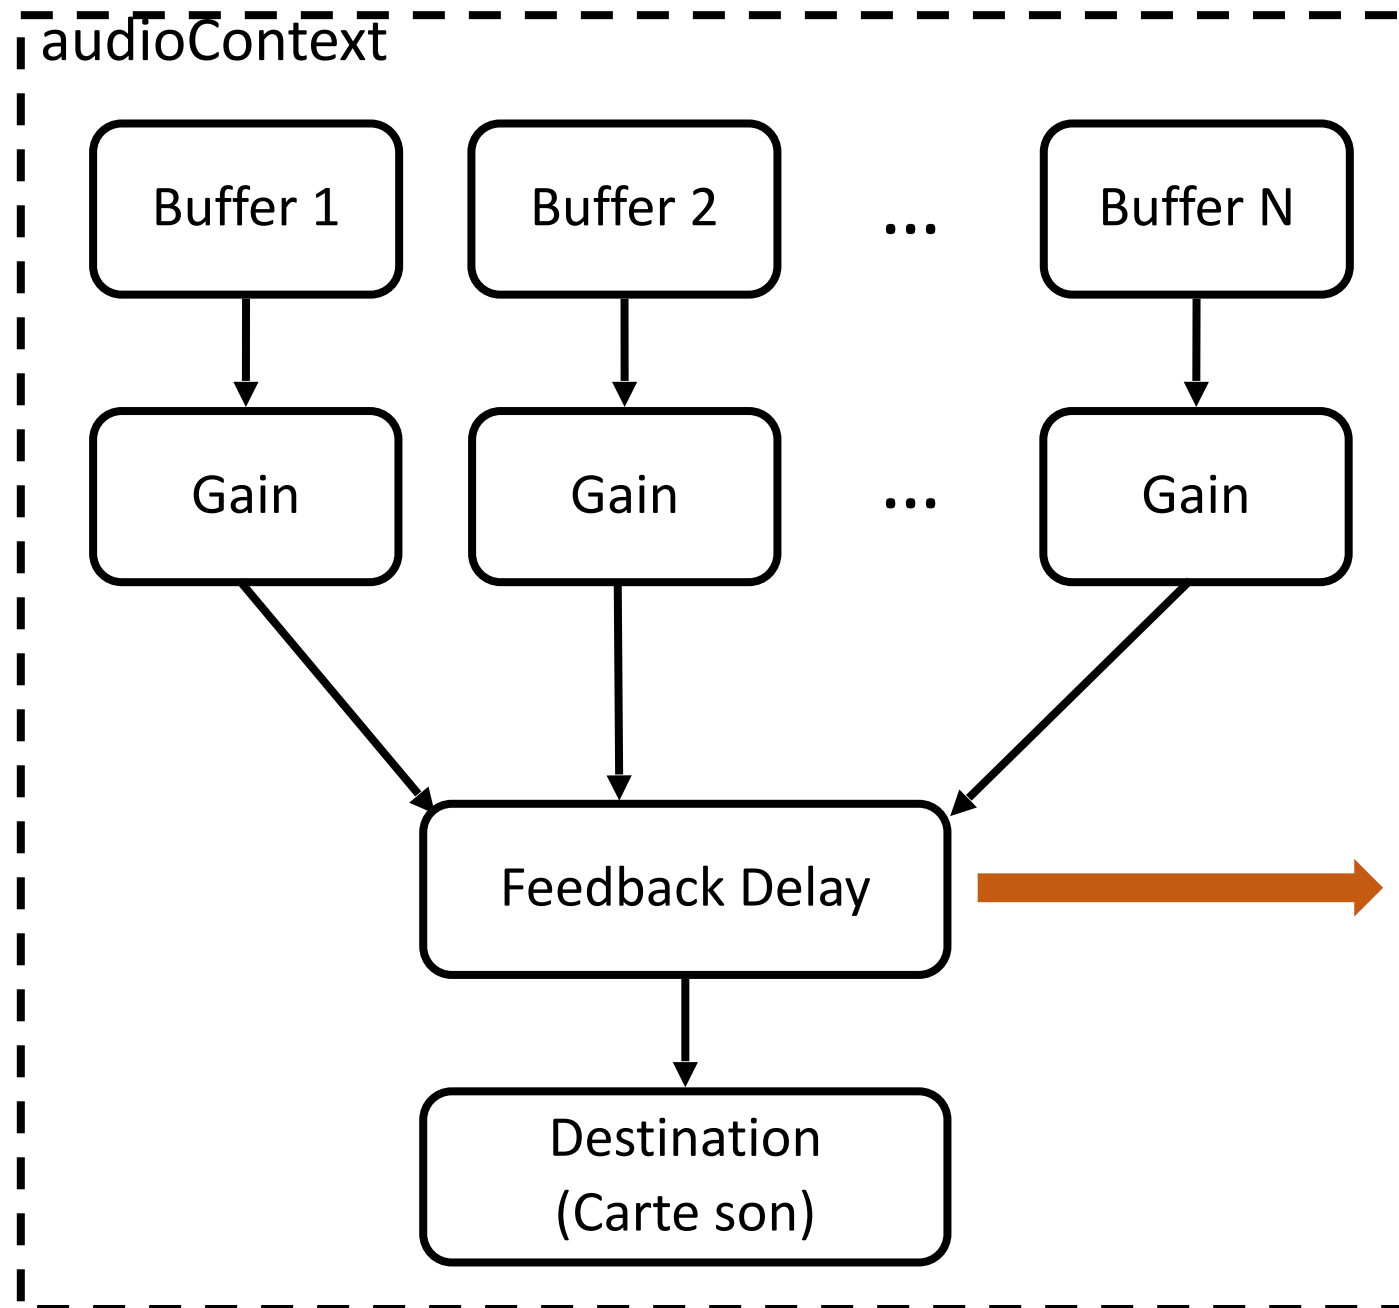 audioContext
Buffer 1
Buffer 2
...
Buffer N
Gain
Gain
...
Gain
Feedback Delay
Destination
(Carte son)